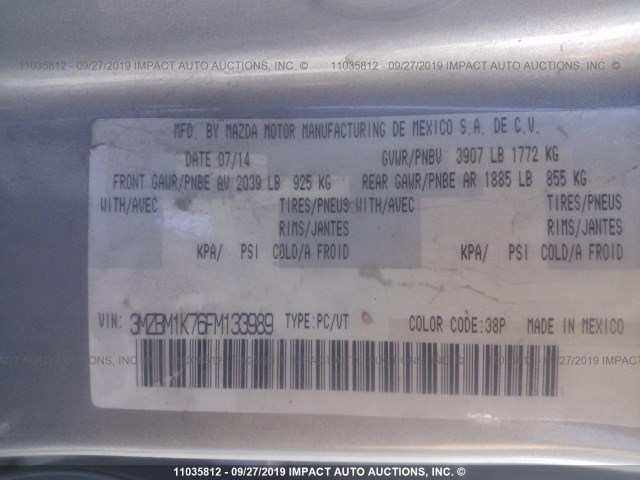 11035812 - 09/27/2019 IMPACT AUTO AUCTIONS, INC. © 11035812 - 09/27/2019 IMPACT AUTO AUCTIONS, INC. ©
MFD. BY MAZDA MOTOR MANUFACTURING DE MEXICO S.A. DE C.V.
DATE 07/14 GVWR/PNBV 3907 LB 1772 KG
FRONT GAWR/PNBE AV 2039 LB 925 KG REAR GAWR/PNBE AR 1885 LB 855 KG
WITH/AVEC TIRES/PNEUS WITH/AVEC TIRES/PNEUS
RIMS/JANTES RIMS/JANTES
KPA/ PSI COLD/A FROID KPA/ PSI COLD/A FROID
VIN: 3MZBM1K76FM133989 TYPE:PC/VT COLOR CODE:38P MADE IN MEXICO
11035812 - 09/27/2019 IMPACT AUTO AUCTIONS, INC. ©